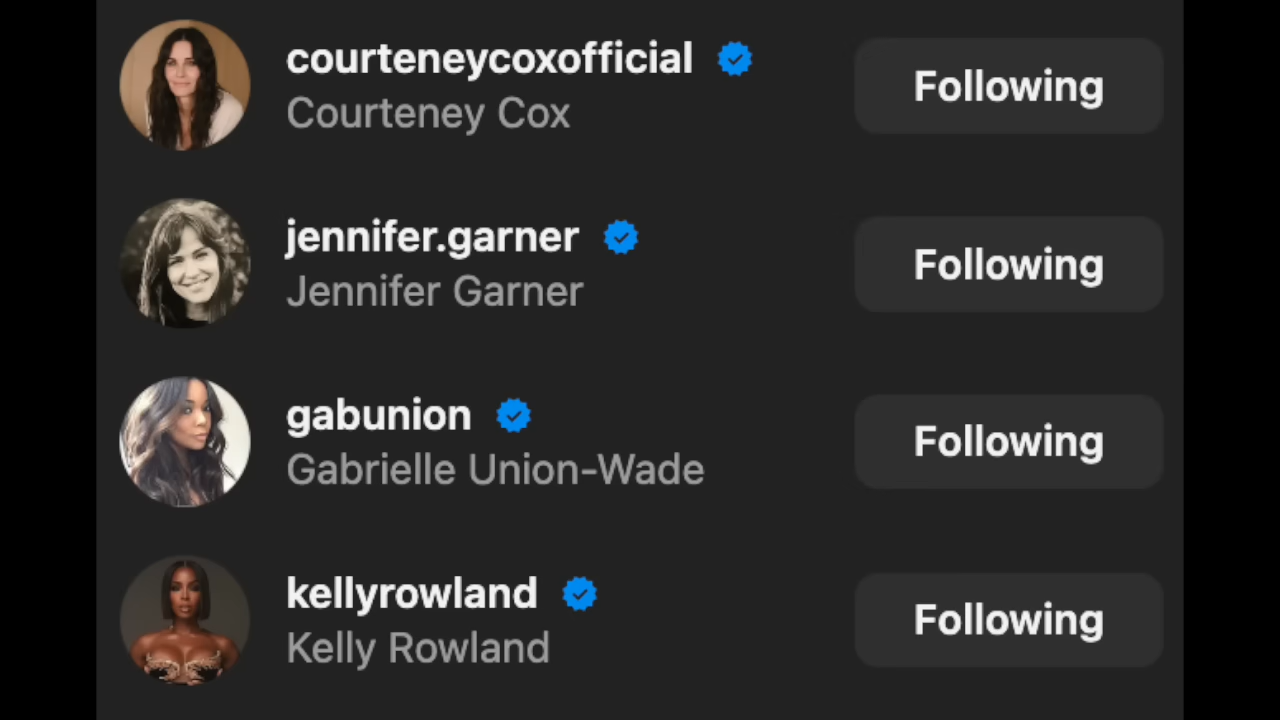 courteneycoxofficial
Courteney Cox
Following
jennifer.garner
Jennifer Garner
Following
gabunion
Gabrielle Union-Wade
Following
kellyrowland
Kelly Rowland
Following